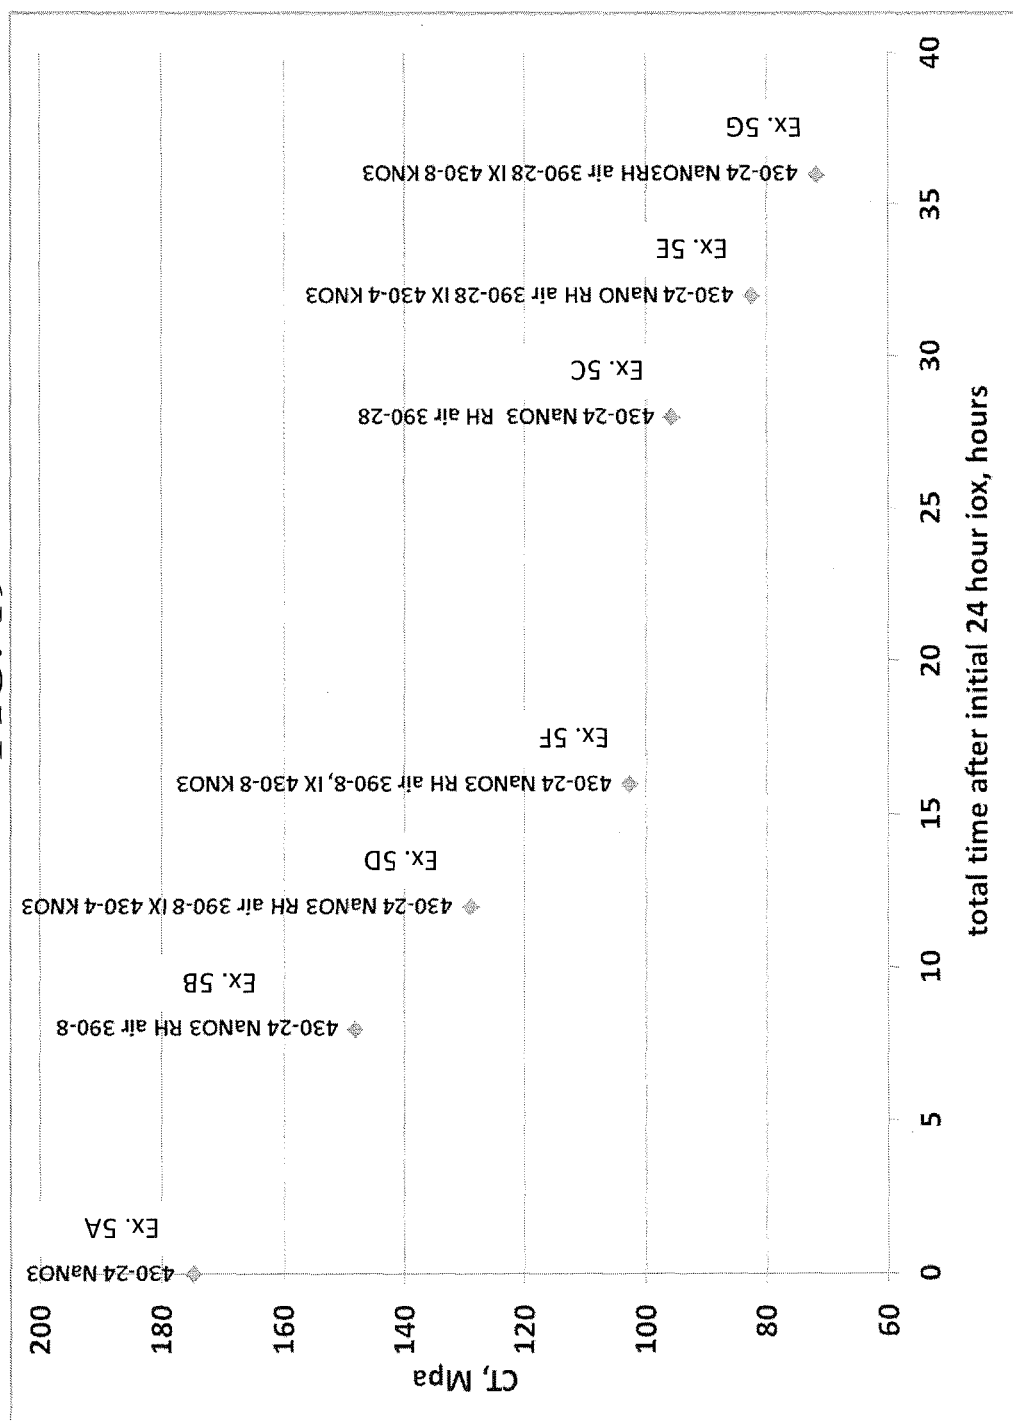 200
180
160
140
120
100
80
60
CT, Mpa
0
5
10
15
20
25
30
35
40
total time after initial 24 hour iox, hours
430-24 NaNO3
Ex. 5A
430-24 NaNO3 RH air 390-8
Ex. 5B
430-24 NaNO3 RH air 390-8 IX 430-4 KNO3
Ex. 5D
430-24 NaNO3 RH air 390-8, IX 430-8 KNO3
Ex. 5F
430-24 NaNO3 RH air 390-28
Ex. 5C
430-24 NaNO RH air 390-28 IX 430-4 KNO3
Ex. 5E
430-24 NaNO3RH air 390-28 IX 430-8 KNO3
Ex. 5G